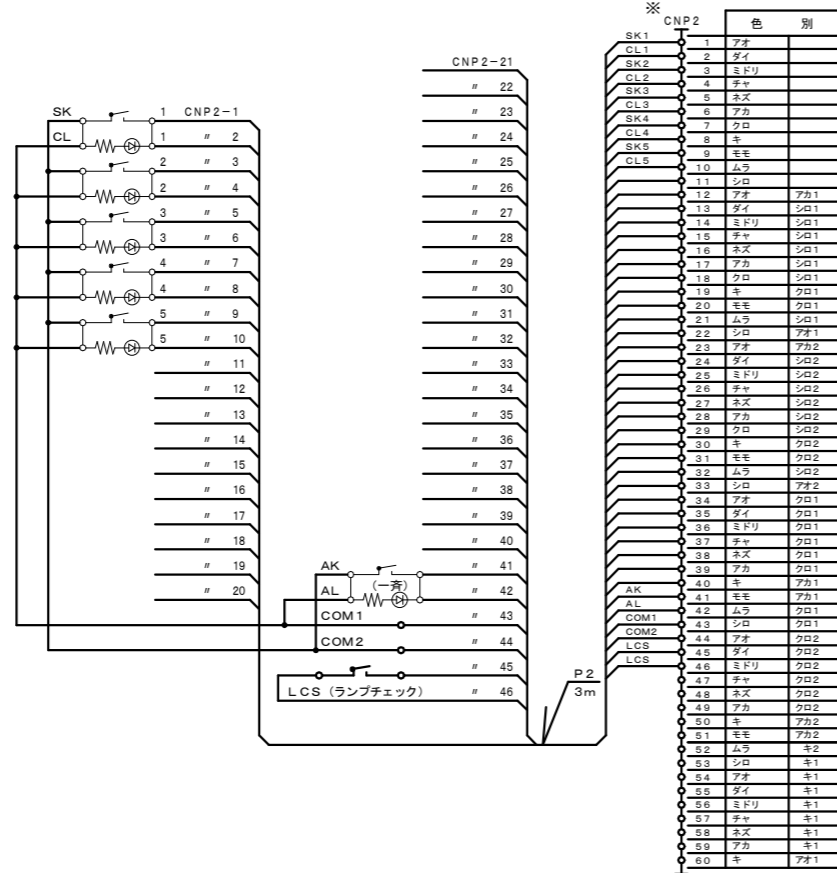 ※
CNP2
色 別
SK1 1 アオ
CL1 2 ダイ
SK2 3 ミドリ
CL2 4 チャ
SK3 5 ネズ
CL3 6 アカ
SK4 7 クロ
CL4 8 キ
SK5 9 モモ
CL5 10 ムラ
11 シロ
12 アオ アカ1
13 ダイ シロ1
14 ミドリ シロ1
15 チャ シロ1
16 ネズ シロ1
17 アカ シロ1
18 クロ シロ1
19 キ クロ1
20 モモ クロ1
21 ムラ シロ1
22 シロ アオ1
23 アオ アカ2
24 ダイ シロ2
25 ミドリ シロ2
26 チャ シロ2
27 ネズ シロ2
28 アカ シロ2
29 クロ シロ2
30 キ クロ2
31 モモ クロ2
32 ムラ シロ2
33 シロ アオ2
34 アオ クロ1
35 ダイ クロ1
36 ミドリ クロ1
37 チャ クロ1
38 ネズ クロ1
39 アカ クロ1
40 キ アカ1
AK 41 モモ アカ1
AL 42 ムラ クロ1
COM1 43 シロ クロ1
COM2 44 アオ クロ2
LCS 45 ダイ クロ2
LCS 46 ミドリ クロ2
47 チャ クロ2
48 ネズ クロ2
49 アカ クロ2
50 キ アカ2
51 モモ アカ2
52 ムラ キ2
53 シロ キ1
54 アオ キ1
55 ダイ キ1
56 ミドリ キ1
57 チャ キ1
58 ネズ キ1
59 アカ キ1
60 キ アオ1
SK 1 CNP2-1
CL 1 〃 2
2 〃 3
2 〃 4
3 〃 5
3 〃 6
4 〃 7
4 〃 8
5 〃 9
5 〃 10
〃 11
〃 12
〃 13
〃 14
〃 15
〃 16
〃 17
〃 18
〃 19
〃 20
CNP2-21
〃 22
〃 23
〃 24
〃 25
〃 26
〃 27
〃 28
〃 29
〃 30
〃 31
〃 32
〃 33
〃 34
〃 35
〃 36
〃 37
〃 38
〃 39
〃 40
AK 〃 41
(一斉)
AL 〃 42
COM1 〃 43
COM2 〃 44
〃 45
LCS (ランプチェック) 〃 46
P2
3m